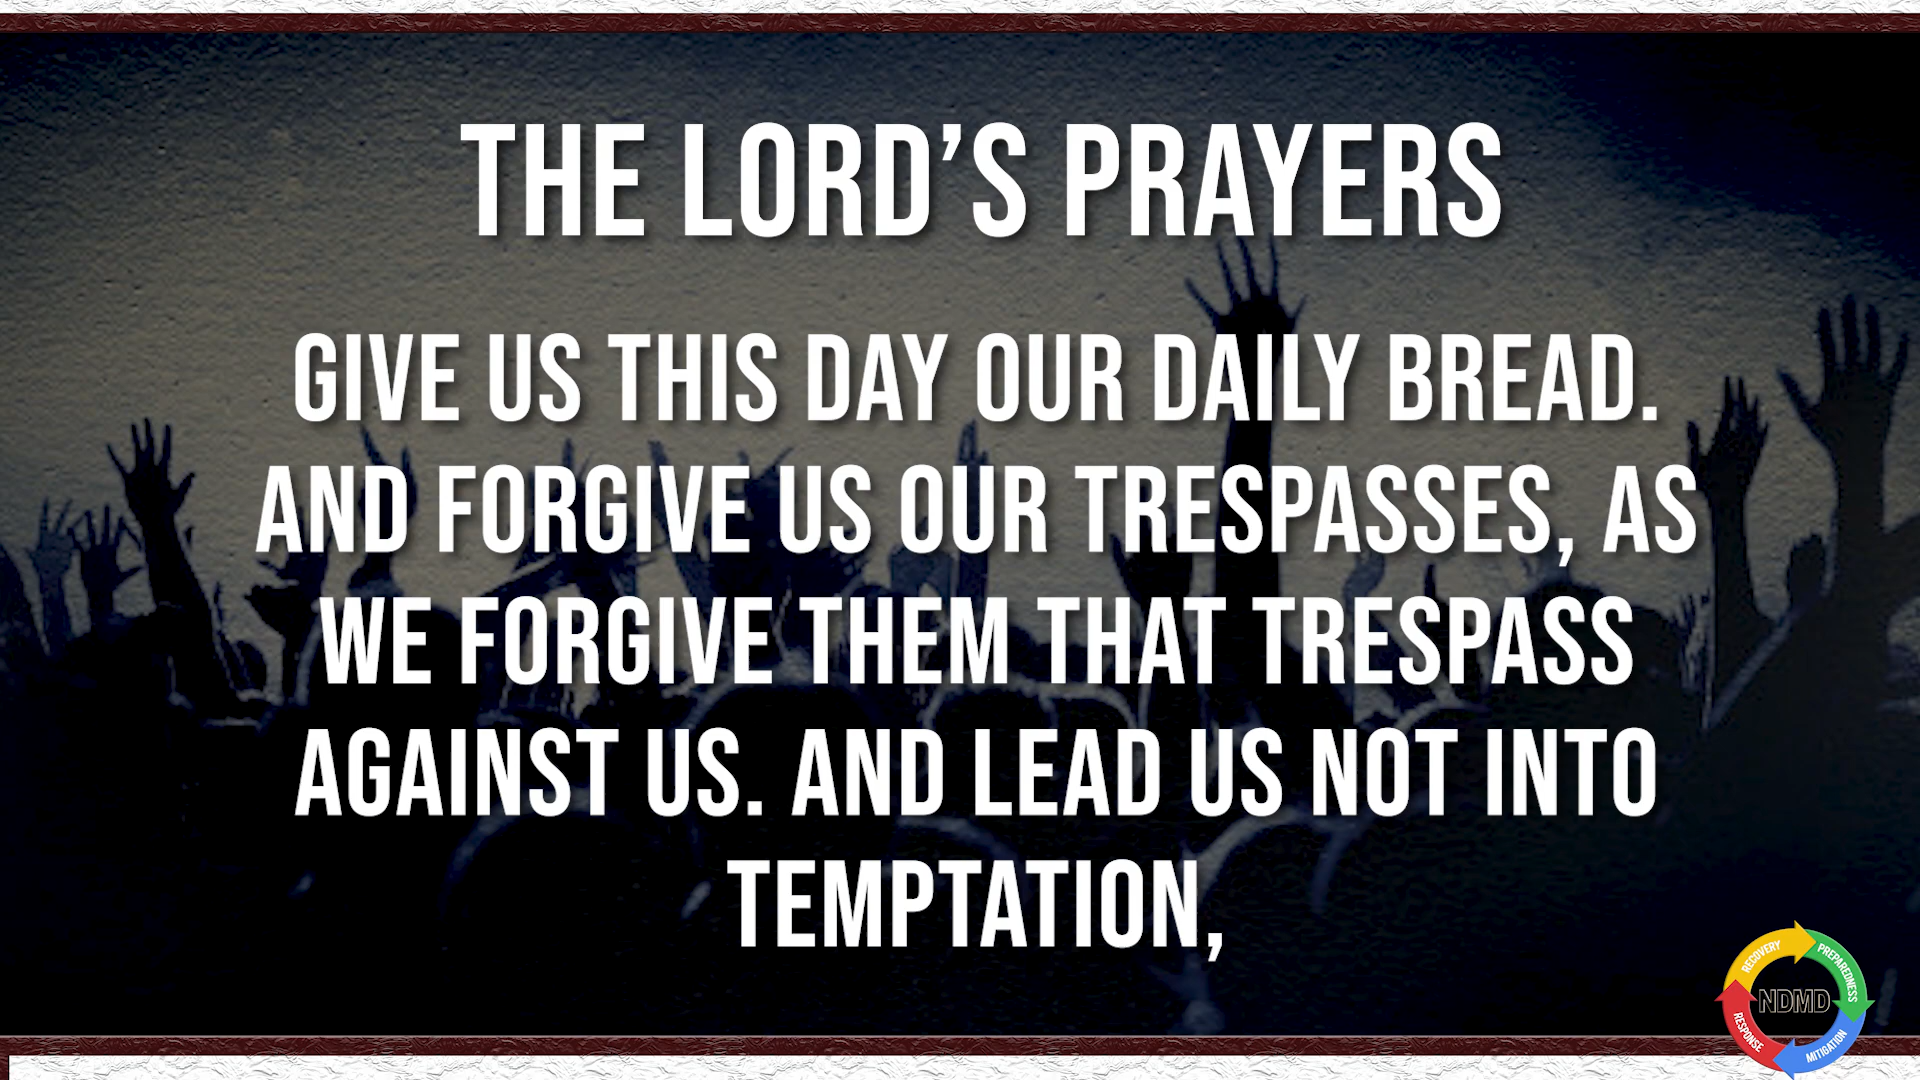 THE LORD’S PRAYERS
GIVE US THIS DAY OUR DAILY BREAD.
AND FORGIVE US OUR TRESPASSES, AS
WE FORGIVE THEM THAT TRESPASS
AGAINST US. AND LEAD US NOT INTO
TEMPTATION,
RECOVERY
PREPAREDNESS
NDMD
RESPONSE
MITIGATION